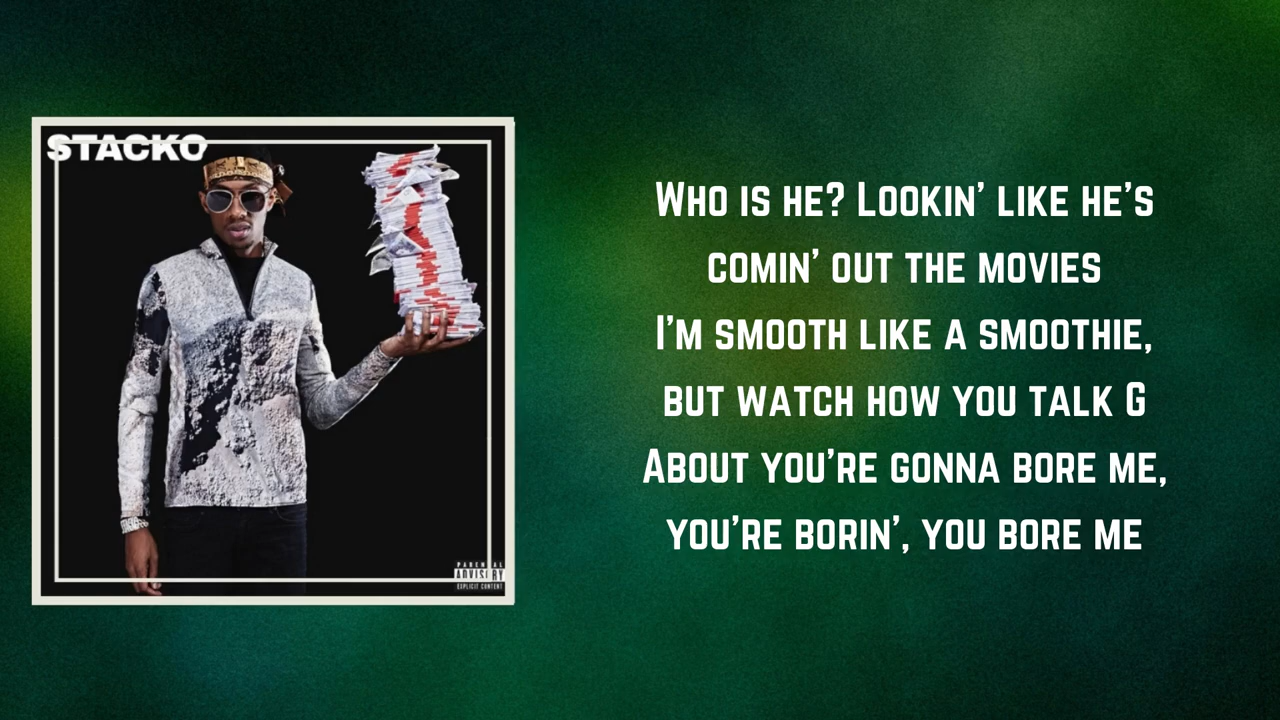 STACKO
PARENTAL
ADVISORY
EXPLICIT CONTENT
Who is he? Lookin' like he's
comin' out the movies
I'm smooth like a smoothie,
but watch how you talk G
About you're gonna bore me,
you're borin', you bore me